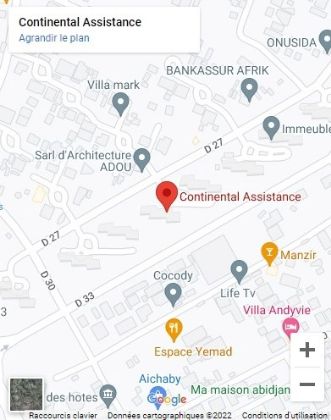 Continental Assistance
Agrandir le plan
ONUSIDA
BANKASSUR AFRIK
Villa mark
Immeuble
D 27
Sarl d'Architecture
ADOU
Continental Assistance
D 27
D 30
Manzir
Cocody
Life Tv
D 33
Villa Andyvie
Espace Yemad
Aichaby
des hotes
Google
Ma maison abidjan
Raccourcis clavier
Données cartographiques ©2022
Conditions d'utilisation